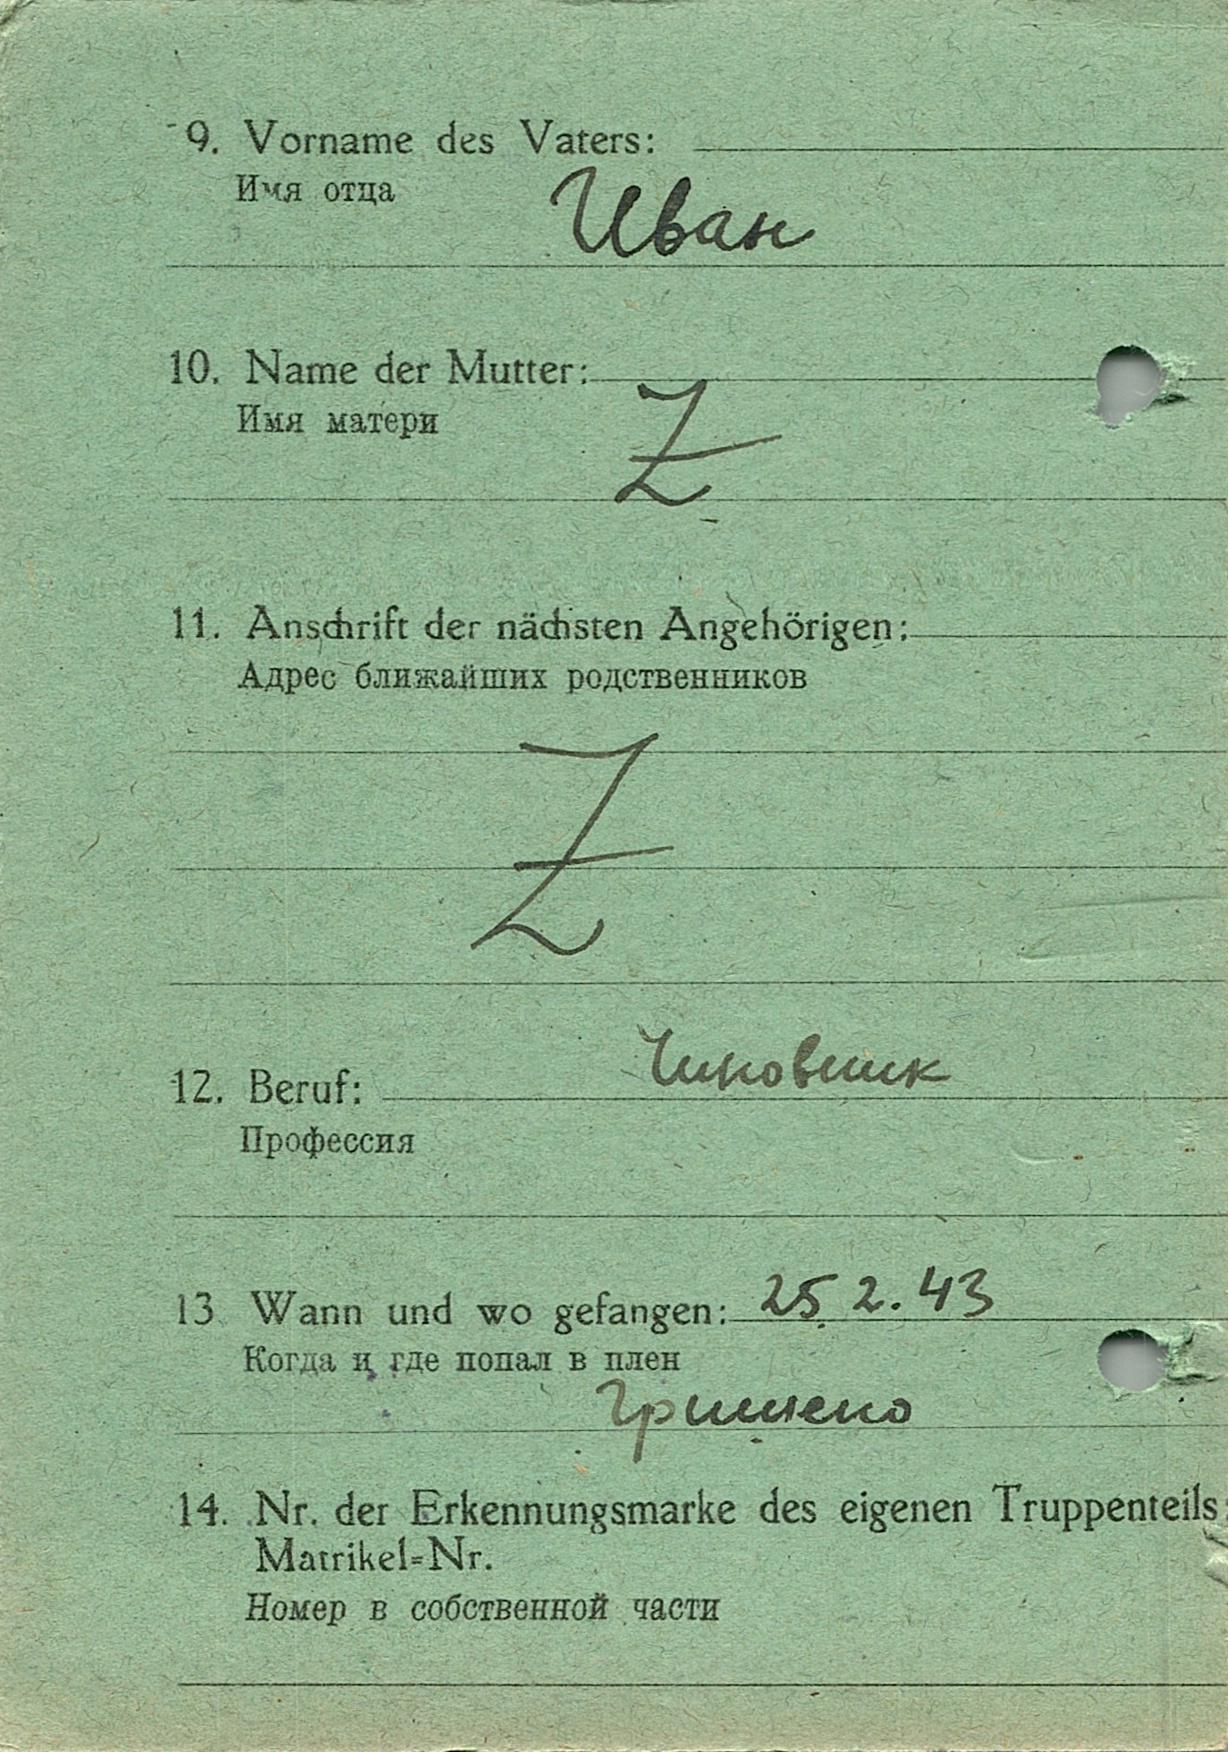 9. Vorname des Vaters:
Имя отца
Иван
10. Name der Mutter:
Имя матери
Z
11. Anschrift der nächsten Angehörigen:
Адрес ближайших родственников
Z
12. Beruf:
Чиновник
Профессия
13 Wann und wo gefangen: 25.2.43
Когда и где попал в плен
Гришено
14. Nr. der Erkennungsmarke des eigenen Truppenteils
Matrikel=Nr.
Номер в собственной части